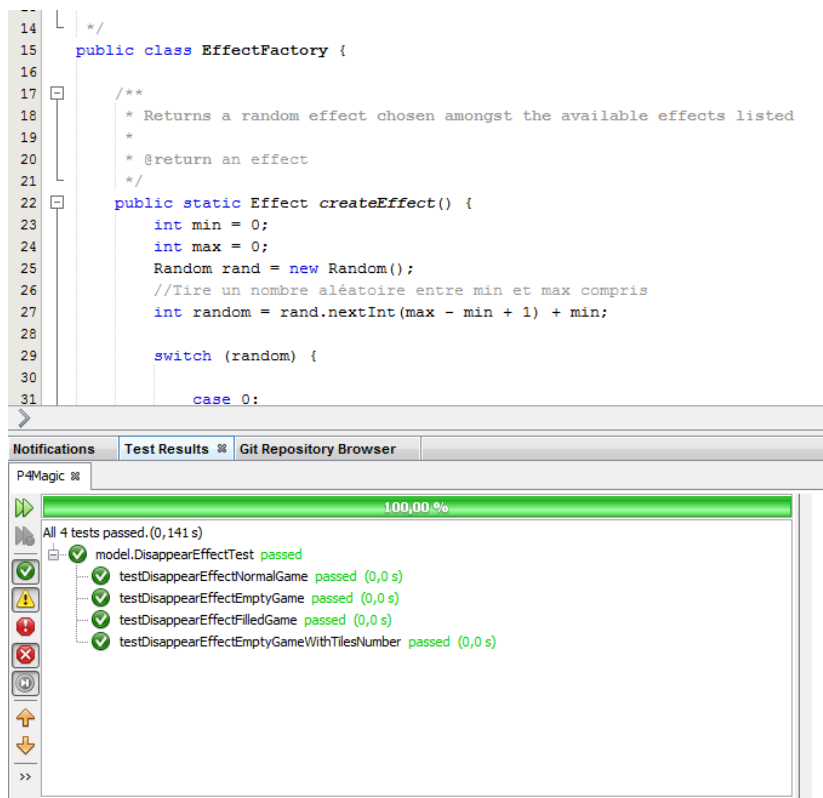 14 */
15 public class EffectFactory {
16
17 /**
18 * Returns a random effect chosen amongst the available effects listed
19 *
20 * @return an effect
21 */
22 public static Effect createEffect() {
23 int min = 0;
24 int max = 0;
25 Random rand = new Random();
26 //Tire un nombre aléatoire entre min et max compris
27 int random = rand.nextInt(max - min + 1) + min;
28
29 switch (random) {
30
31 case 0:
Notifications Test Results Git Repository Browser
P4Magic
100,00 %
All 4 tests passed.(0,141 s)
model.DisappearEffectTest passed
testDisappearEffectNormalGame passed (0,0 s)
testDisappearEffectEmptyGame passed (0,0 s)
testDisappearEffectFilledGame passed (0,0 s)
testDisappearEffectEmptyGameWithTilesNumber passed (0,0 s)